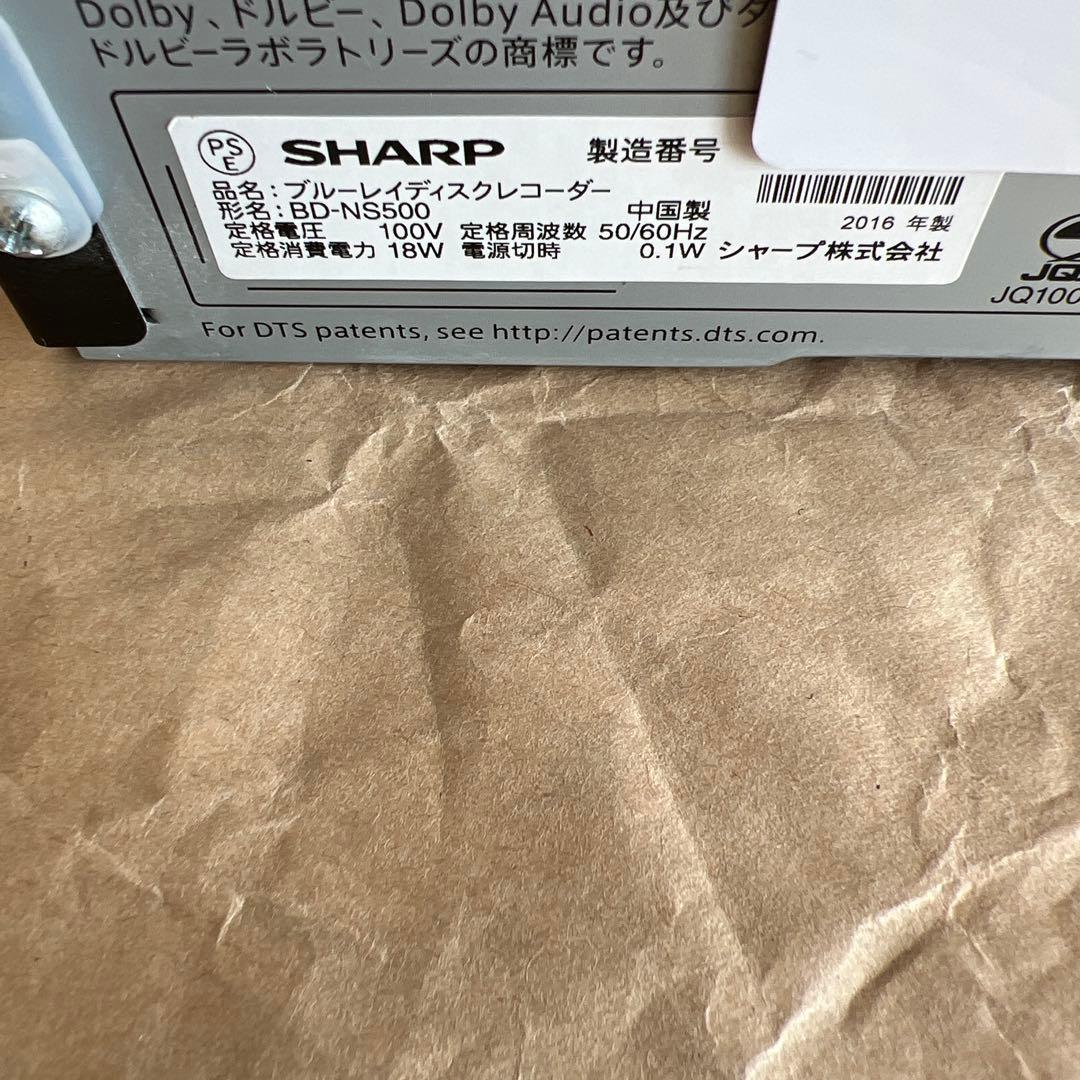 Dolby、ドルビー、Dolby Audio及びダ
ドルビーラボラトリーズの商標です。
PS
E
SHARP 製造番号
品名：ブルーレイディスクレコーダー
形名：BD-NS500 中国製 2016 年製
定格電圧 100V 定格周波数 50/60Hz
定格消費電力 18W 電源切時 0.1W シャープ株式会社
JQ
JQ100
For DTS patents, see http://patents.dts.com.